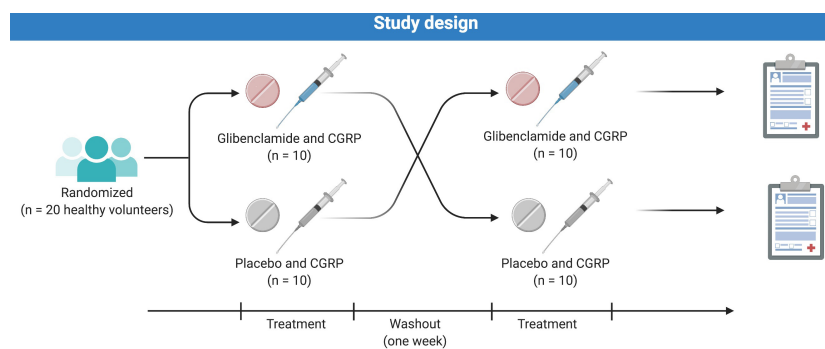 Study design
Glibenclamide and CGRP
(n = 10)
Glibenclamide and CGRP
(n = 10)
Randomized
(n = 20 healthy volunteers)
Placebo and CGRP
(n = 10)
Placebo and CGRP
(n = 10)
Treatment
Washout
(one week)
Treatment